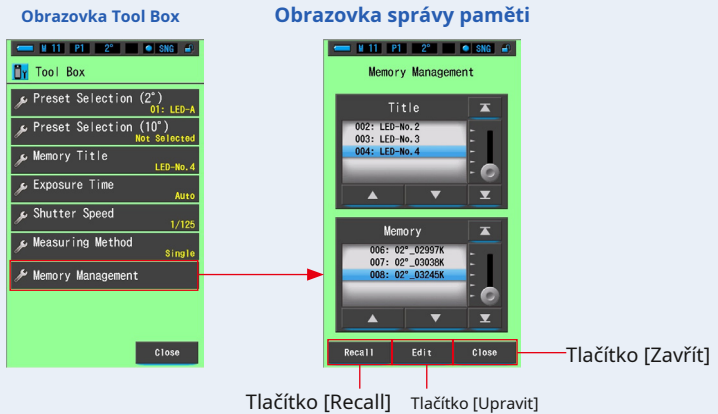 Obrazovka Tool Box
Obrazovka správy paměti
M 11 P1 2° SNG
Tool Box
Preset Selection (2°)
01: LED-A
Preset Selection (10°)
Not Selected
Memory Title
LED-No.4
Exposure Time
Auto
Shutter Speed
1/125
Measuring Method
Single
Memory Management
Close
M 11 P1 2° SNG
Memory Management
Title
002: LED-No.2
003: LED-No.3
004: LED-No.4
Memory
006: 02°_02997K
007: 02°_03038K
008: 02°_03245K
Recall Edit Close
Tlačítko [Zavřít]
Tlačítko [Recall] Tlačítko [Upravit]